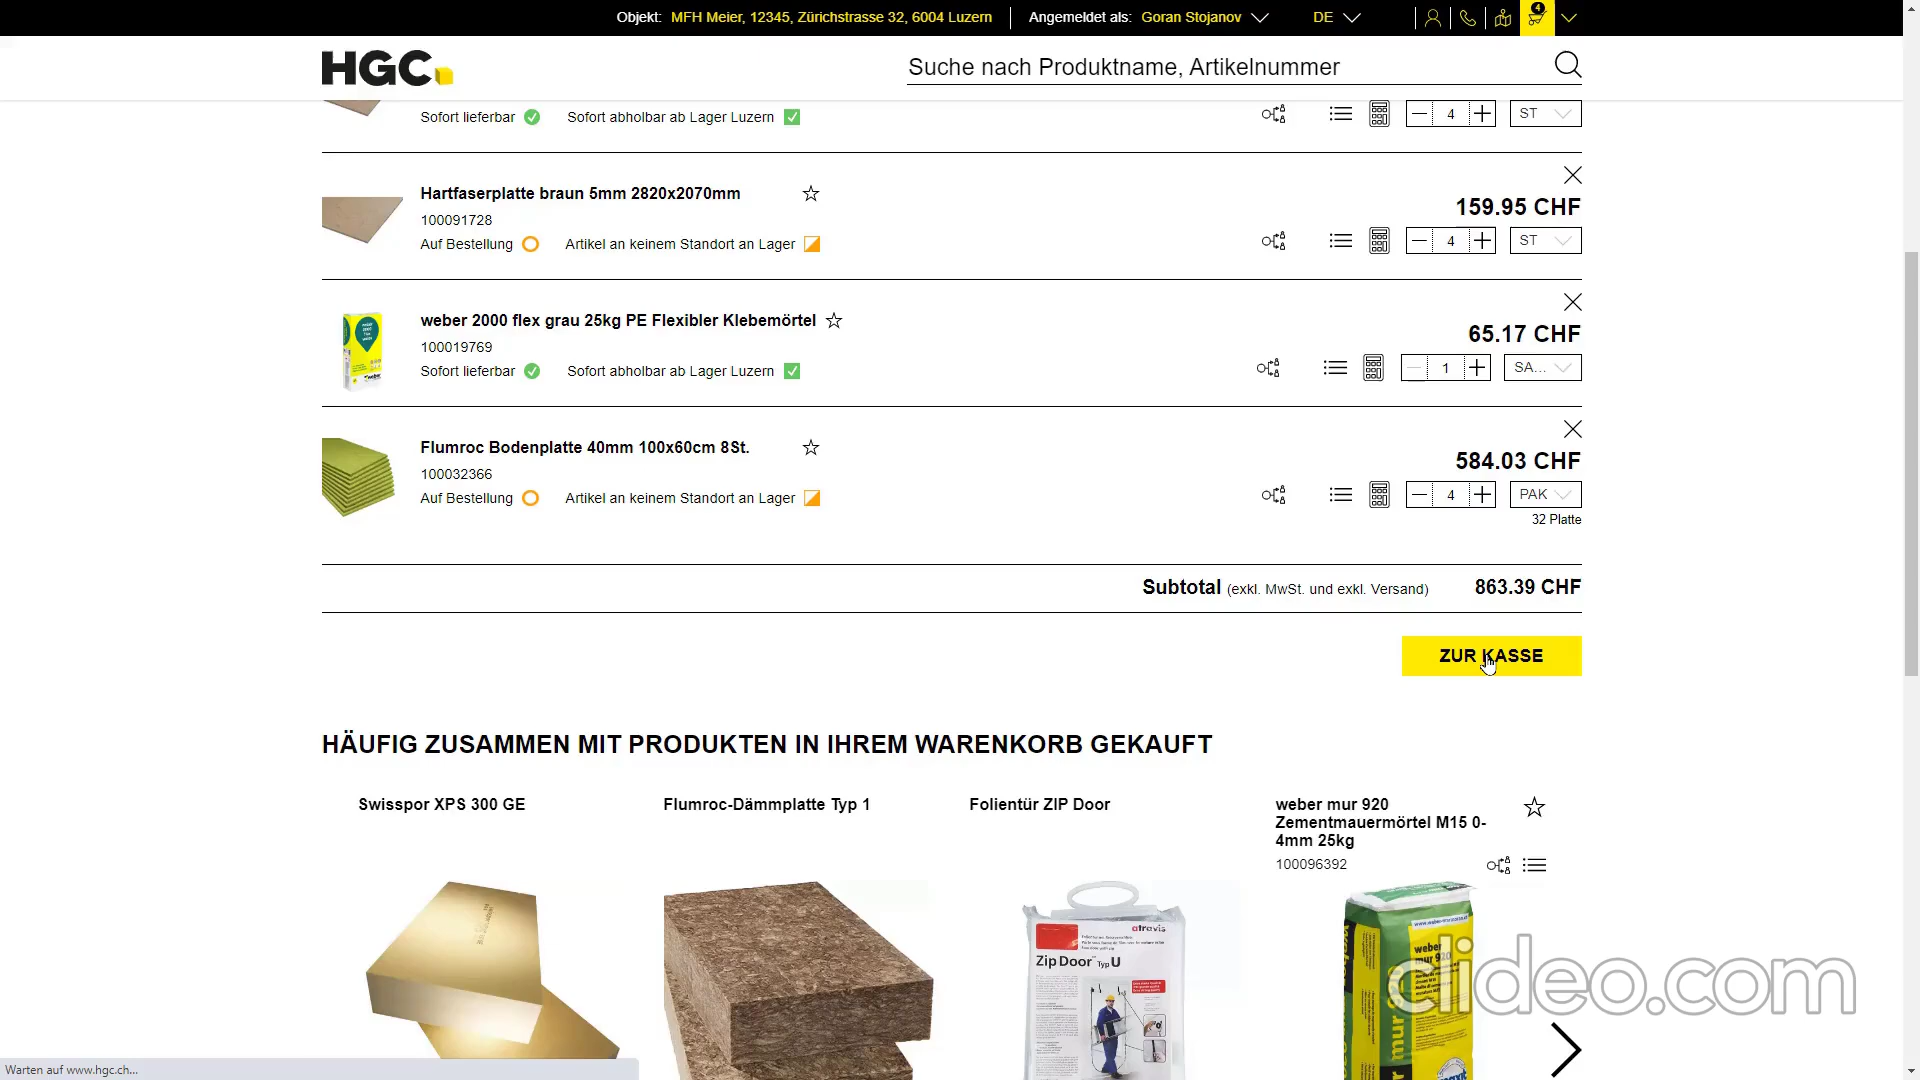 Objekt: MFH Meier, 12345, Zürichstrasse 32, 6004 Luzern Angemeldet als: Goran Stojanov DE 4
HGC
Suche nach Produktname, Artikelnummer
Sofort lieferbar Sofort abholbar ab Lager Luzern 4 ST
Hartfaserplatte braun 5mm 2820x2070mm
159.95 CHF
100091728
Auf Bestellung Artikel an keinem Standort an Lager 4 ST
weber 2000 flex grau 25kg PE Flexibler Klebemörtel
65.17 CHF
100019769
Sofort lieferbar Sofort abholbar ab Lager Luzern 1 SA...
Flumroc Bodenplatte 40mm 100x60cm 8St.
584.03 CHF
100032366
Auf Bestellung Artikel an keinem Standort an Lager 4 PAK
32 Platte
Subtotal (exkl. MwSt. und exkl. Versand) 863.39 CHF
ZUR KASSE
HÄUFIG ZUSAMMEN MIT PRODUKTEN IN IHREM WARENKORB GEKAUFT
Swisspor XPS 300 GE
Flumroc-Dämmplatte Typ 1
Folientür ZIP Door
weber mur 920
Zementmauermörtel M15 0-
4mm 25kg
100096392
Zip Door Typ U
weber
mur 920
clideo.com
Warten auf www.hgc.ch...